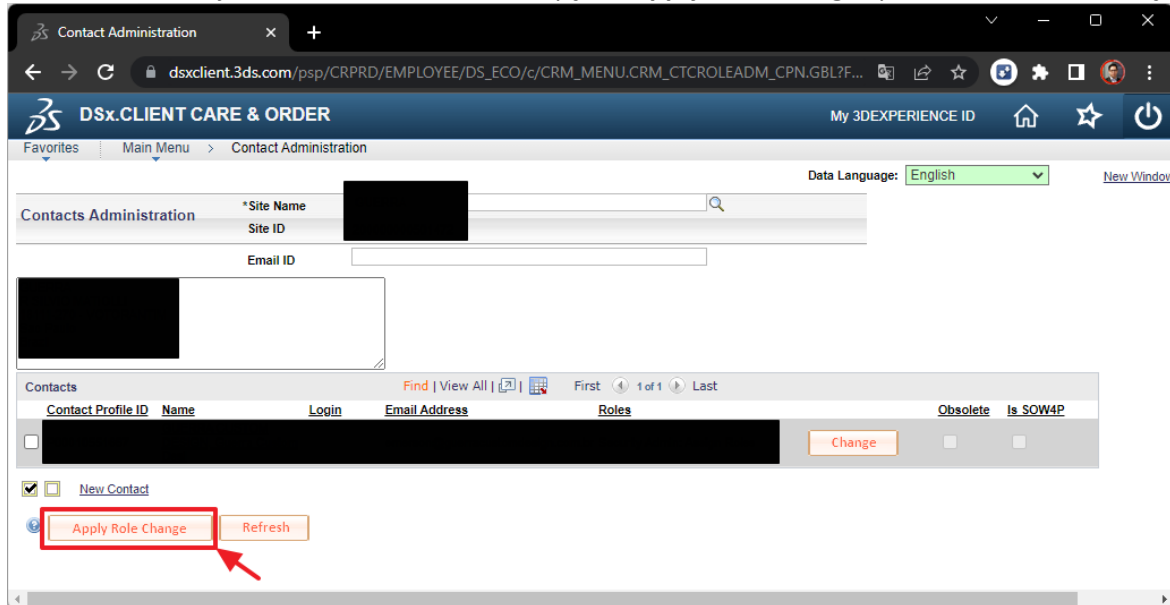 Contact Administration
dsxclient.3ds.com/psp/CRPRD/EMPLOYEE/DS_ECO/c/CRM_MENU.CRM_CTCROLEADM_CPN.GBL?F...
DSx.CLIENT CARE & ORDER My 3DEXPERIENCE ID
Favorites Main Menu > Contact Administration
Data Language: English New Window
Contacts Administration *Site Name
Site ID
Email ID
Contacts Find | View All | | First 1 of 1 Last
Contact Profile ID Name Login Email Address Roles Obsolete Is SOW4P
Change
New Contact
Apply Role Change Refresh